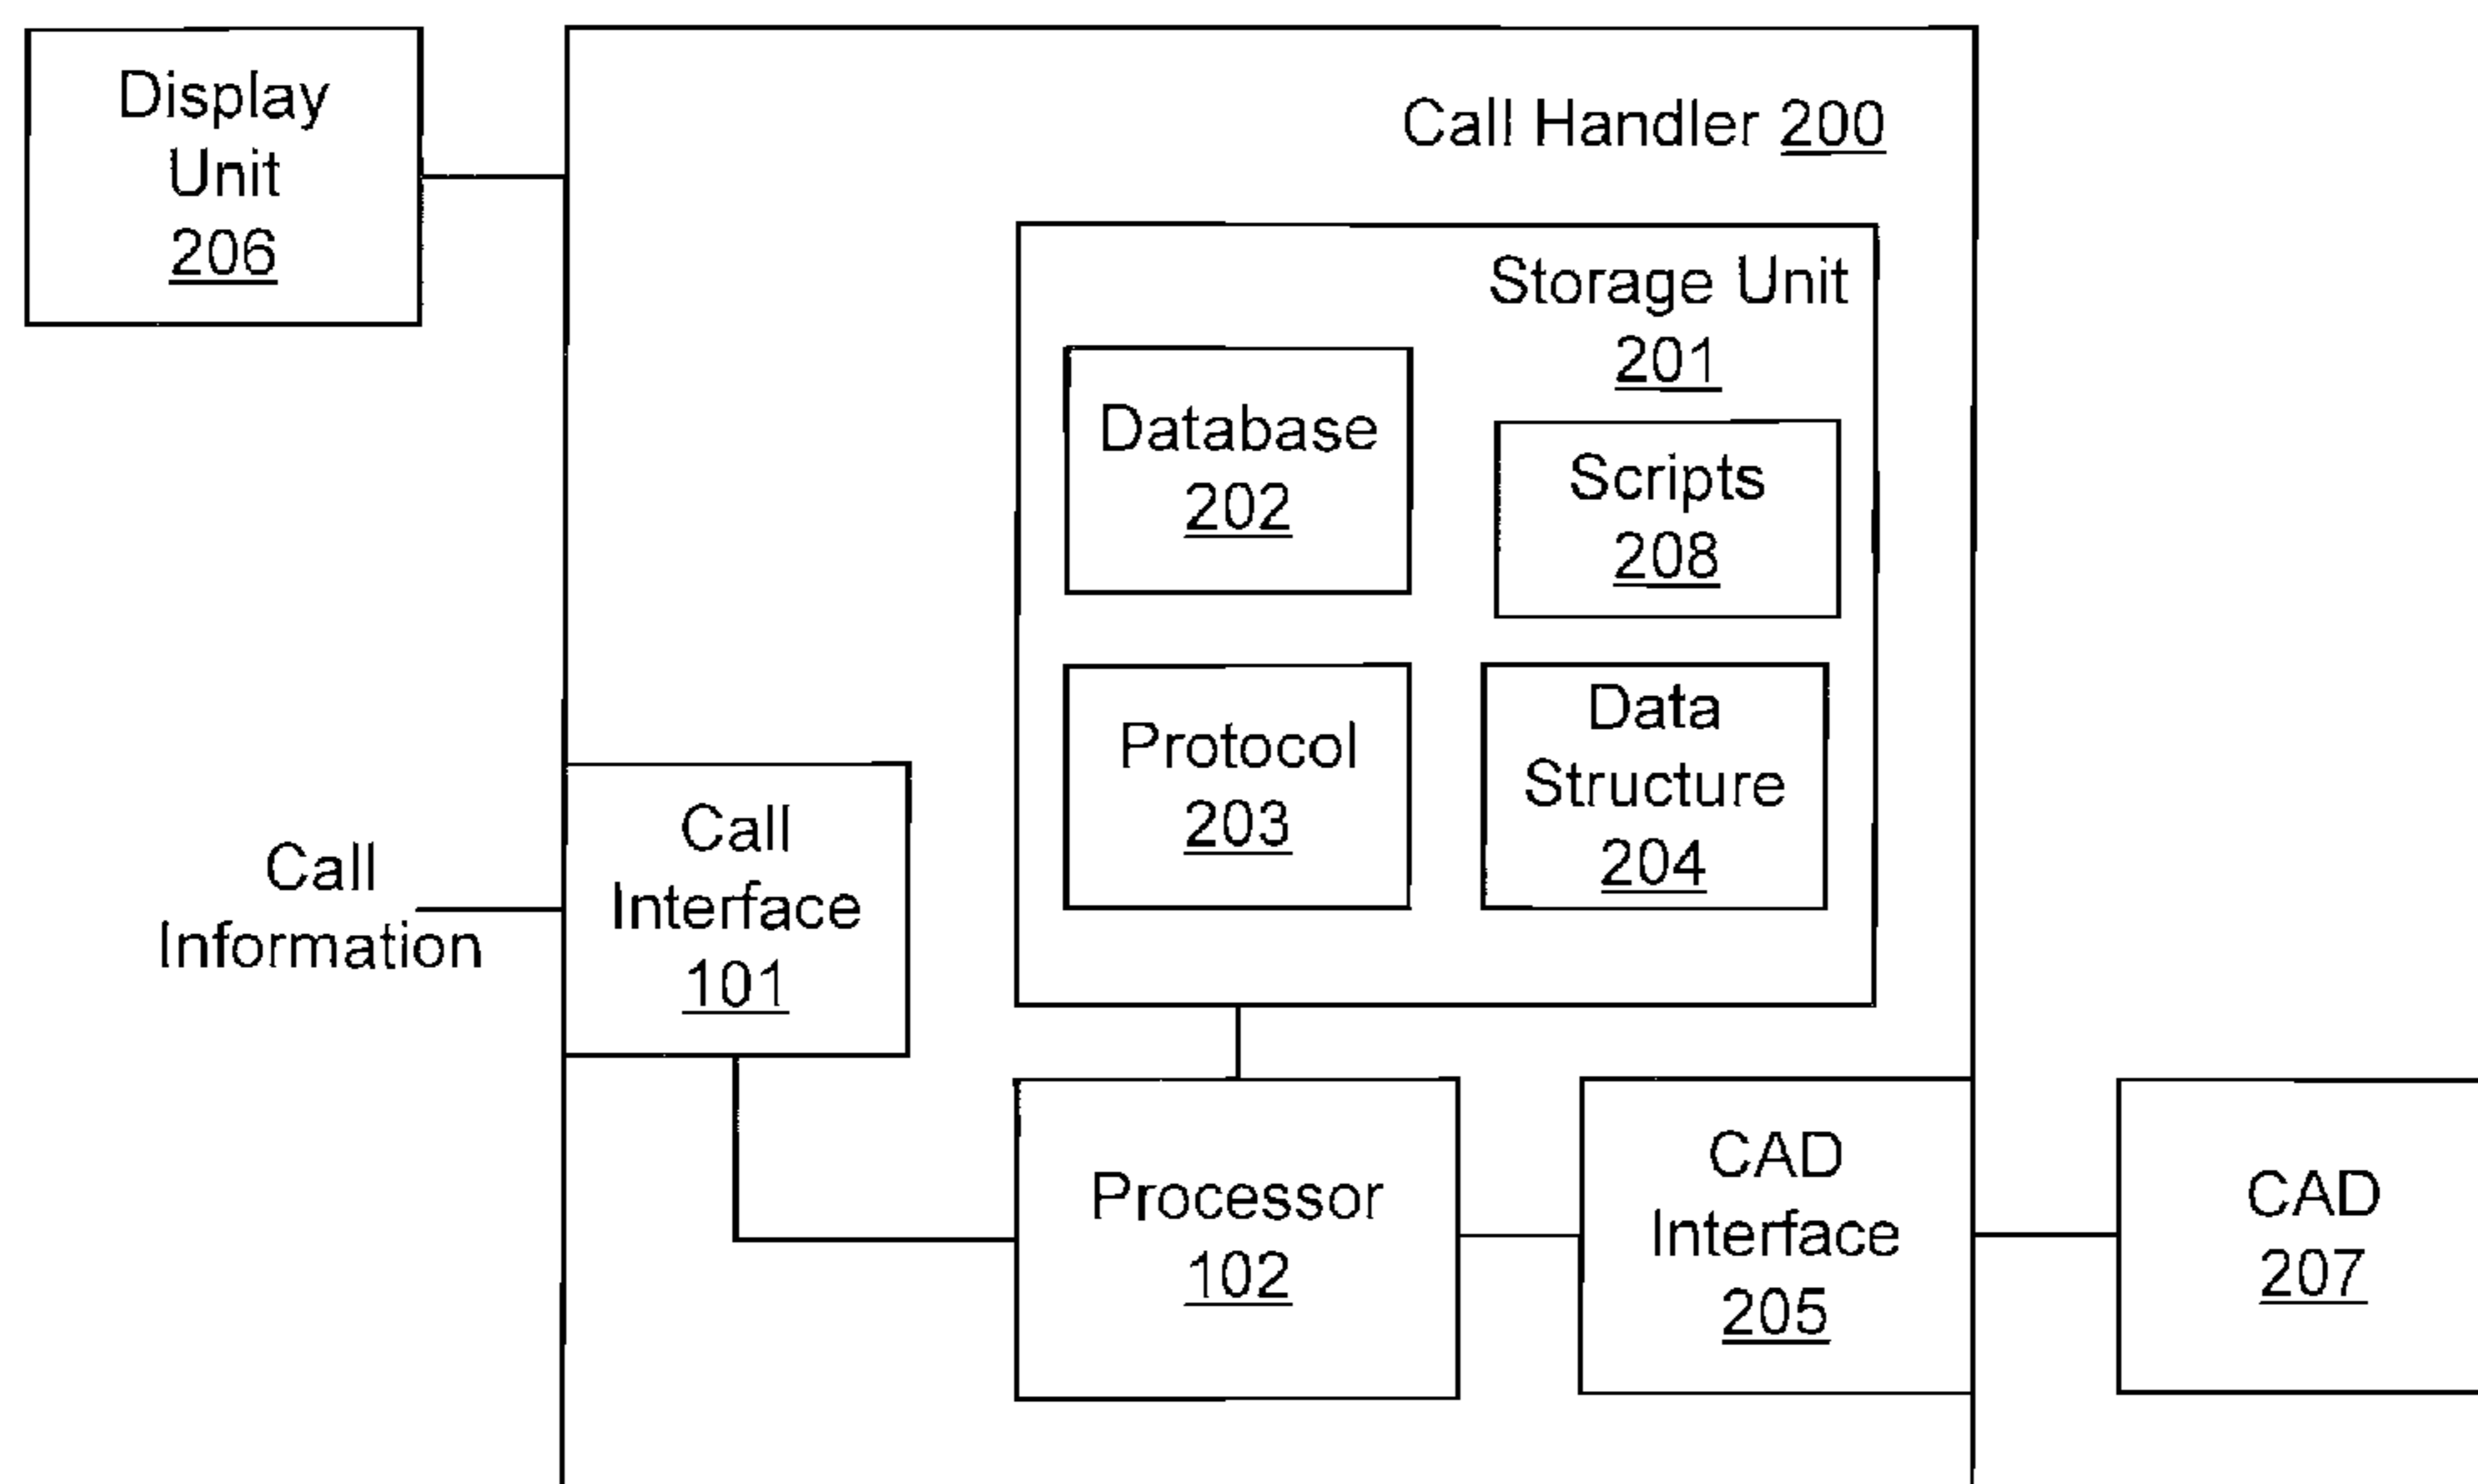 Display
Unit
206
Call Handler 200
Storage Unit
201
Database
202
Scripts
208
Protocol
203
Data
Structure
204
Call
Information
Call
Interface
101
Processor
102
CAD
Interface
205
CAD
207